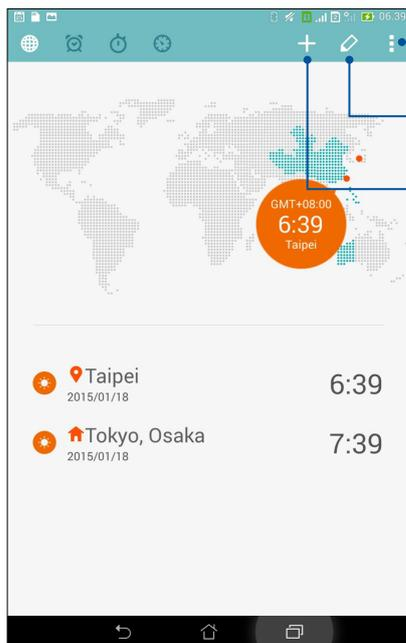 06.39
GMT+08:00
6:39
Taipei
Taipei
6:39
2015/01/18
Tokyo, Osaka
7:39
2015/01/18